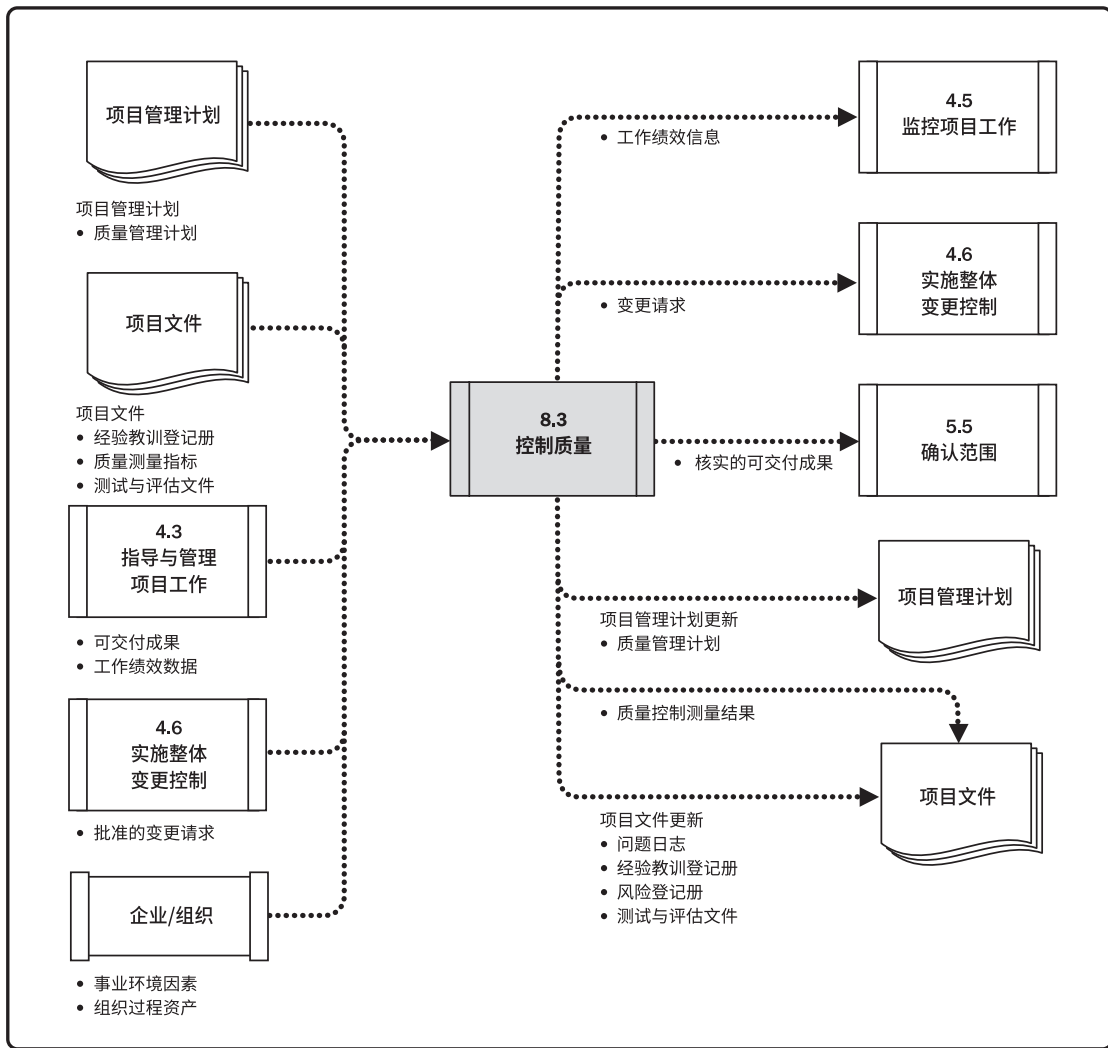 项目管理计划
项目管理计划
• 质量管理计划
项目文件
项目文件
• 经验教训登记册
• 质量测量指标
• 测试与评估文件
4.3
指导与管理
项目工作
• 可交付成果
• 工作绩效数据
4.6
实施整体
变更控制
• 批准的变更请求
企业/组织
• 事业环境因素
• 组织过程资产
8.3
控制质量
• 工作绩效信息
4.5
监控项目工作
• 变更请求
4.6
实施整体
变更控制
• 核实的可交付成果
5.5
确认范围
项目管理计划更新
• 质量管理计划
项目管理计划
• 质量控制测量结果
项目文件更新
• 问题日志
• 经验教训登记册
• 风险登记册
• 测试与评估文件
项目文件